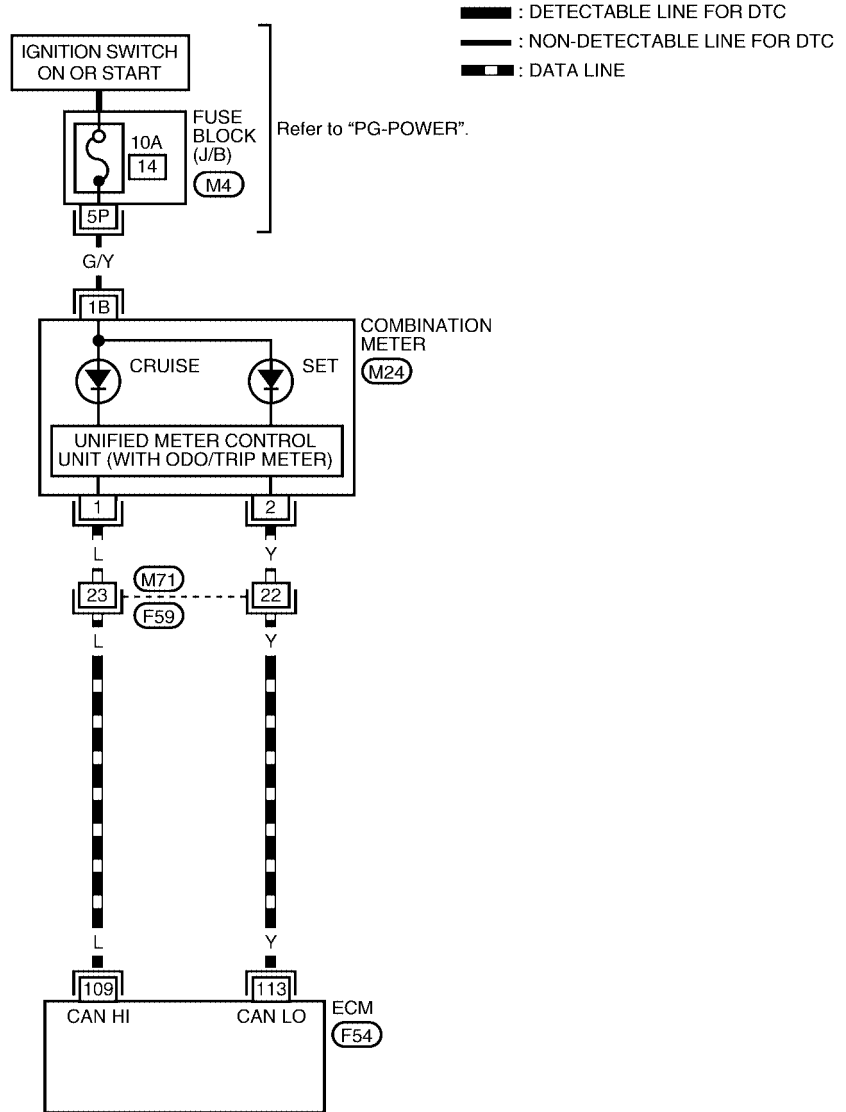 : DETECTABLE LINE FOR DTC
: NON-DETECTABLE LINE FOR DTC
: DATA LINE
IGNITION SWITCH
ON OR START
FUSE
BLOCK
(J/B)
M4
10A
14
Refer to “PG-POWER”.
5P
G/Y
1B
COMBINATION
METER
M24
CRUISE
SET
UNIFIED METER CONTROL
UNIT (WITH ODO/TRIP METER)
1
2
L
Y
M71
23
22
F59
L
Y
L
Y
109
113
CAN HI
CAN LO
ECM
F54